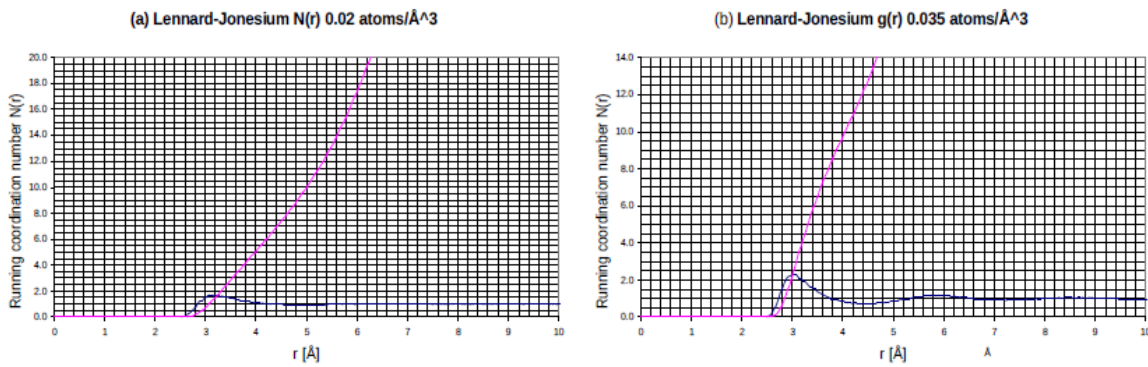 (a) Lennard-Jonesium N(r) 0.02 atoms/Å^3
Running coordination number N(r)
20.0
18.0
16.0
14.0
12.0
10.0
8.0
6.0
4.0
2.0
0.0
0 1 2 3 4 5 6 7 8 9 10
r [Å]
(b) Lennard-Jonesium g(r) 0.035 atoms/Å^3
Running coordination number N(r)
14.0
12.0
10.0
8.0
6.0
4.0
2.0
0.0
0 1 2 3 4 5 6 7 8 9 10
r [Å] Å